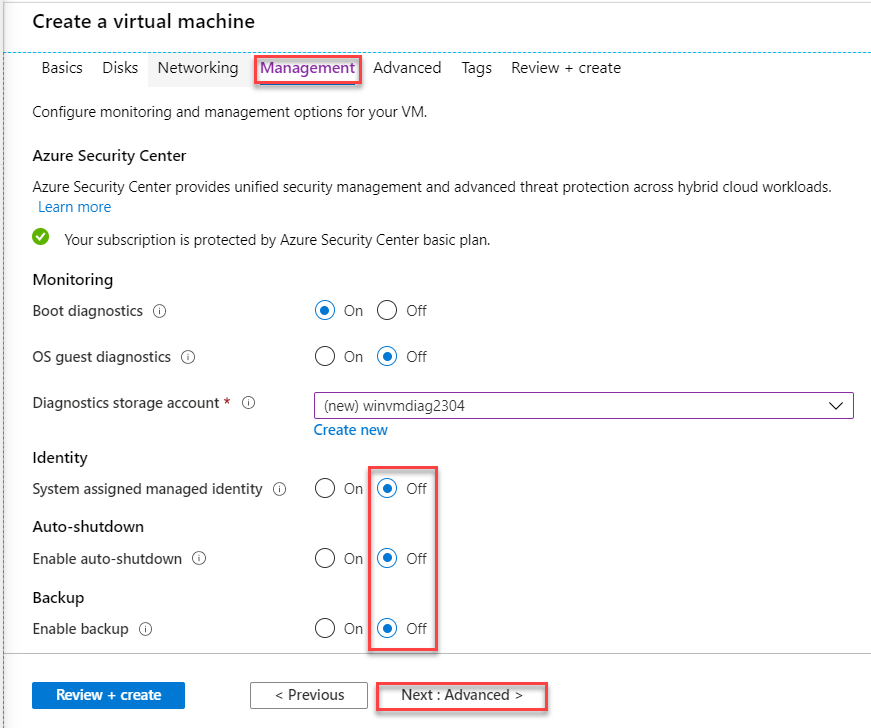 Create a virtual machine
Basics Disks Networking Management Advanced Tags Review + create
Configure monitoring and management options for your VM.
Azure Security Center
Azure Security Center provides unified security management and advanced threat protection across hybrid cloud workloads.
Learn more
Your subscription is protected by Azure Security Center basic plan.
Monitoring
Boot diagnostics On Off
OS guest diagnostics On Off
Diagnostics storage account * (new) winvmdiag2304
Create new
Identity
System assigned managed identity On Off
Auto-shutdown
Enable auto-shutdown On Off
Backup
Enable backup On Off
Review + create < Previous Next : Advanced >